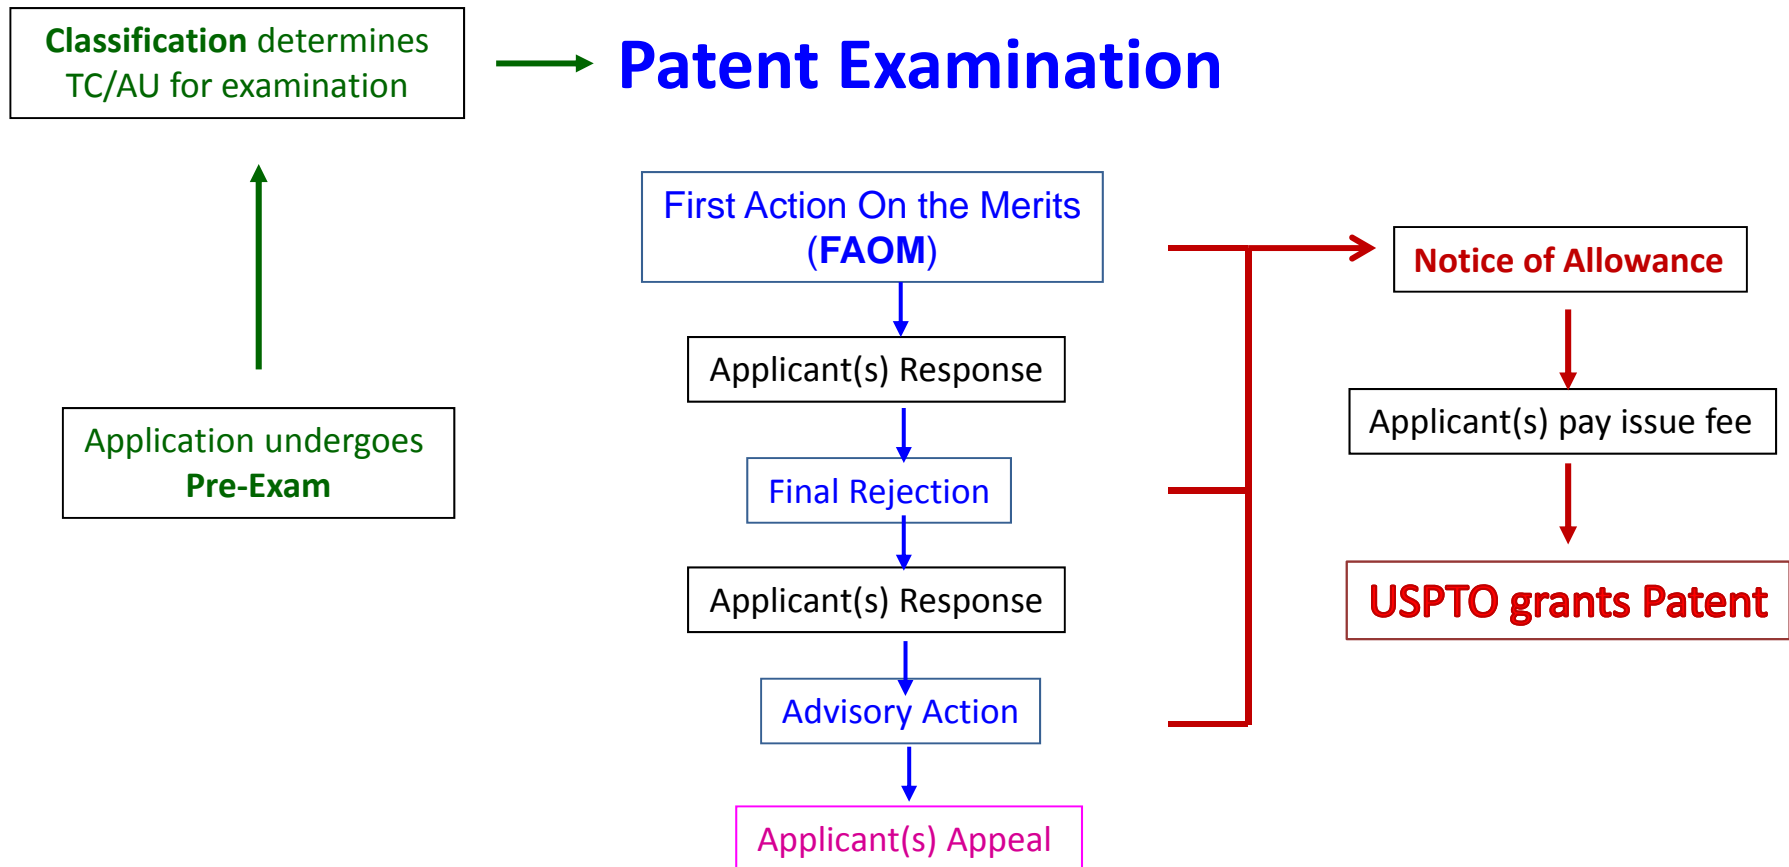 Classification determines
TC/AU for examination
Patent Examination
Application undergoes
Pre-Exam
First Action On the Merits
(FAOM)
Applicant(s) Response
Final Rejection
Applicant(s) Response
Advisory Action
Applicant(s) Appeal
Notice of Allowance
Applicant(s) pay issue fee
USPTO grants Patent